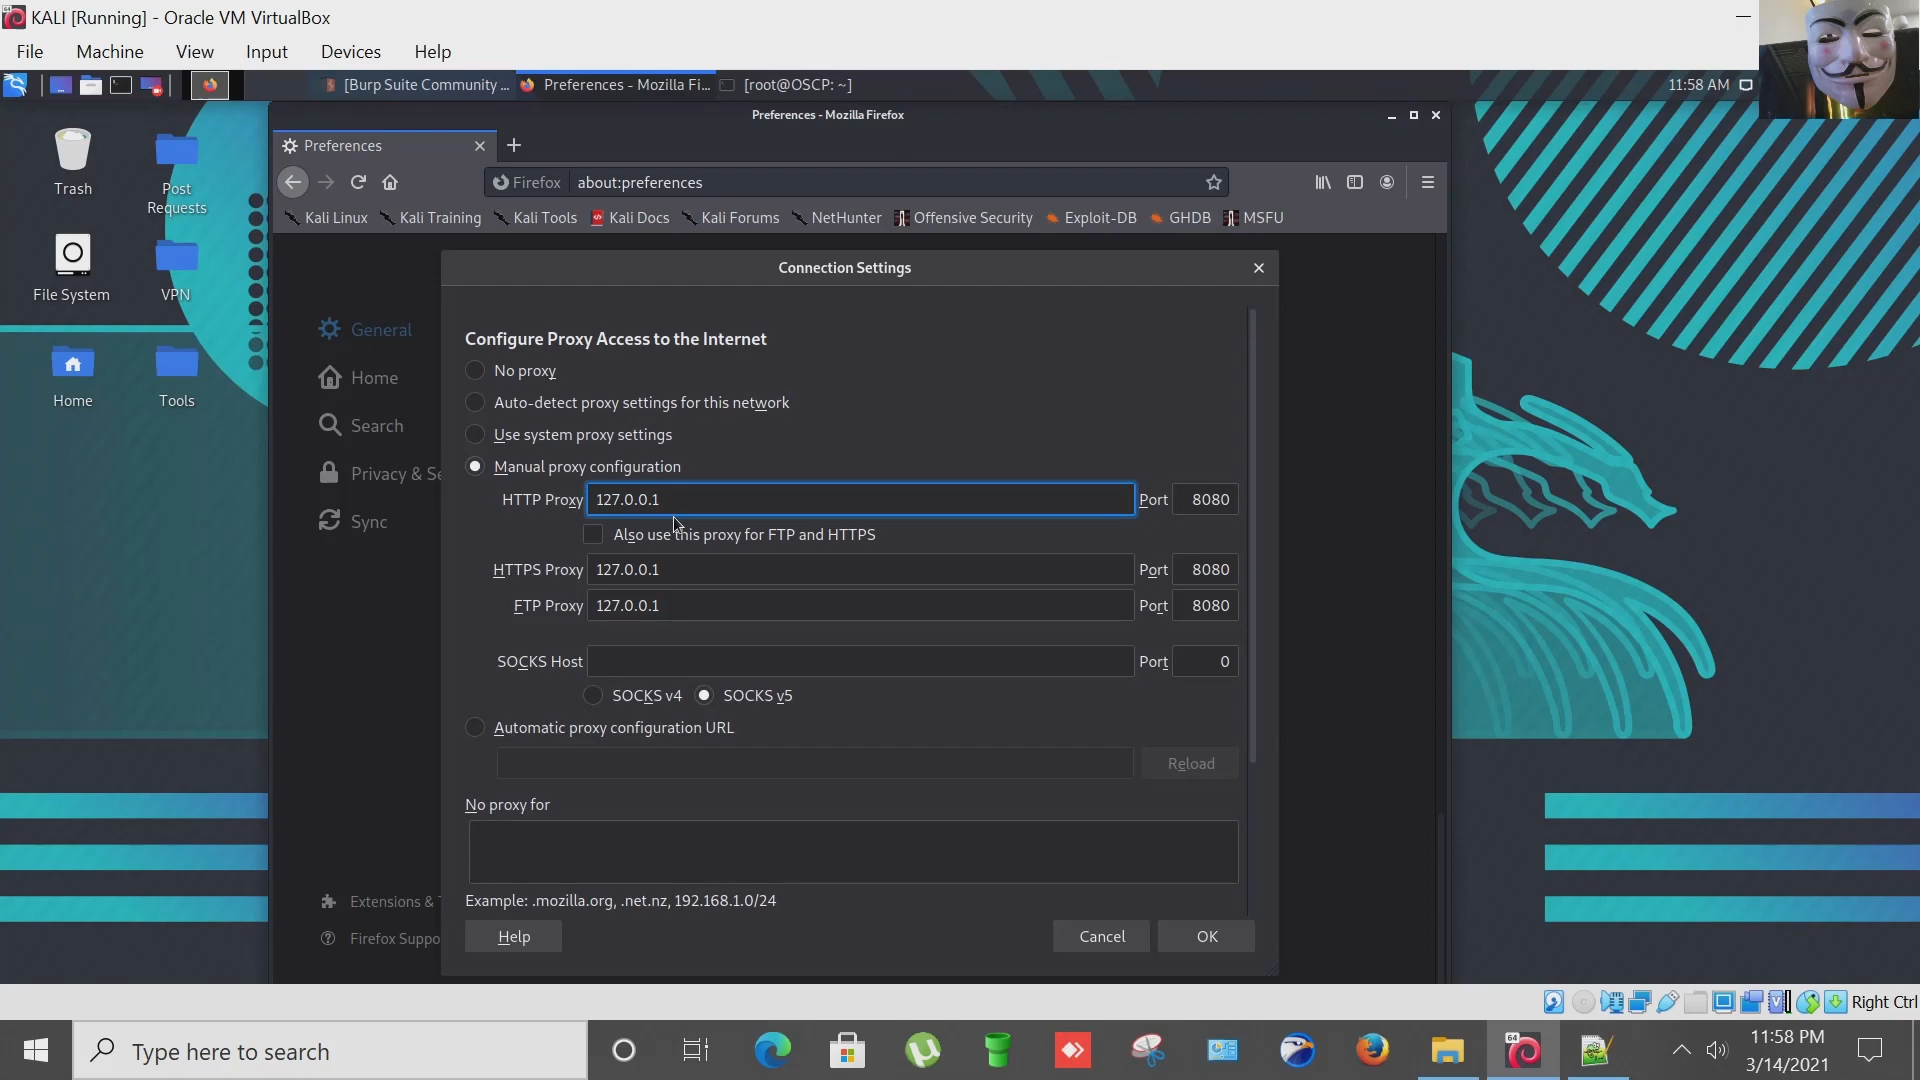 KALI [Running] - Oracle VM VirtualBox
File Machine View Input Devices Help
[Burp Suite Community ... Preferences - Mozilla Fi... [root@OSCP: ~] 11:58 AM
Preferences - Mozilla Firefox
Preferences
Firefox about:preferences
Kali Linux Kali Training Kali Tools Kali Docs Kali Forums NetHunter Offensive Security Exploit-DB GHDB MSFU
Trash
Post
Requests
File System
VPN
Home
Tools
General
Home
Search
Privacy & Se
Sync
Extensions & T
Firefox Suppo
Connection Settings
Configure Proxy Access to the Internet
No proxy
Auto-detect proxy settings for this network
Use system proxy settings
Manual proxy configuration
HTTP Proxy 127.0.0.1 Port 8080
Also use this proxy for FTP and HTTPS
HTTPS Proxy 127.0.0.1 Port 8080
FTP Proxy 127.0.0.1 Port 8080
SOCKS Host Port 0
SOCKS v4 SOCKS v5
Automatic proxy configuration URL
Reload
No proxy for
Example: .mozilla.org, .net.nz, 192.168.1.0/24
Help Cancel OK
Right Ctrl
Type here to search
64
11:58 PM
3/14/2021